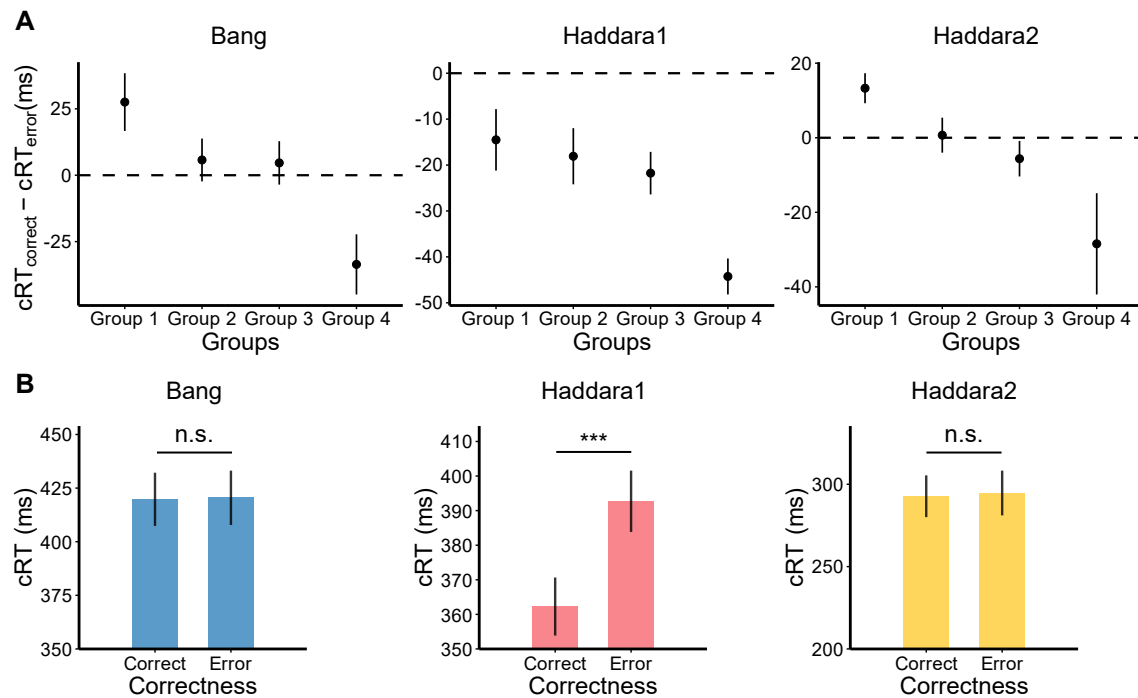 A
Bang
Haddara1
Haddara2
cRTcorrect − cRTerror(ms)
25
0
-25
Group 1 Group 2 Group 3 Group 4
Groups
0
-10
-20
-30
-40
-50
Group 1 Group 2 Group 3 Group 4
Groups
20
0
-20
-40
Group 1 Group 2 Group 3 Group 4
Groups
B
Bang
cRT (ms)
450
425
400
375
350
n.s.
Correct Error
Correctness
Haddara1
cRT (ms)
410
400
390
380
370
360
350
***
Correct Error
Correctness
Haddara2
cRT (ms)
300
250
200
n.s.
Correct Error
Correctness